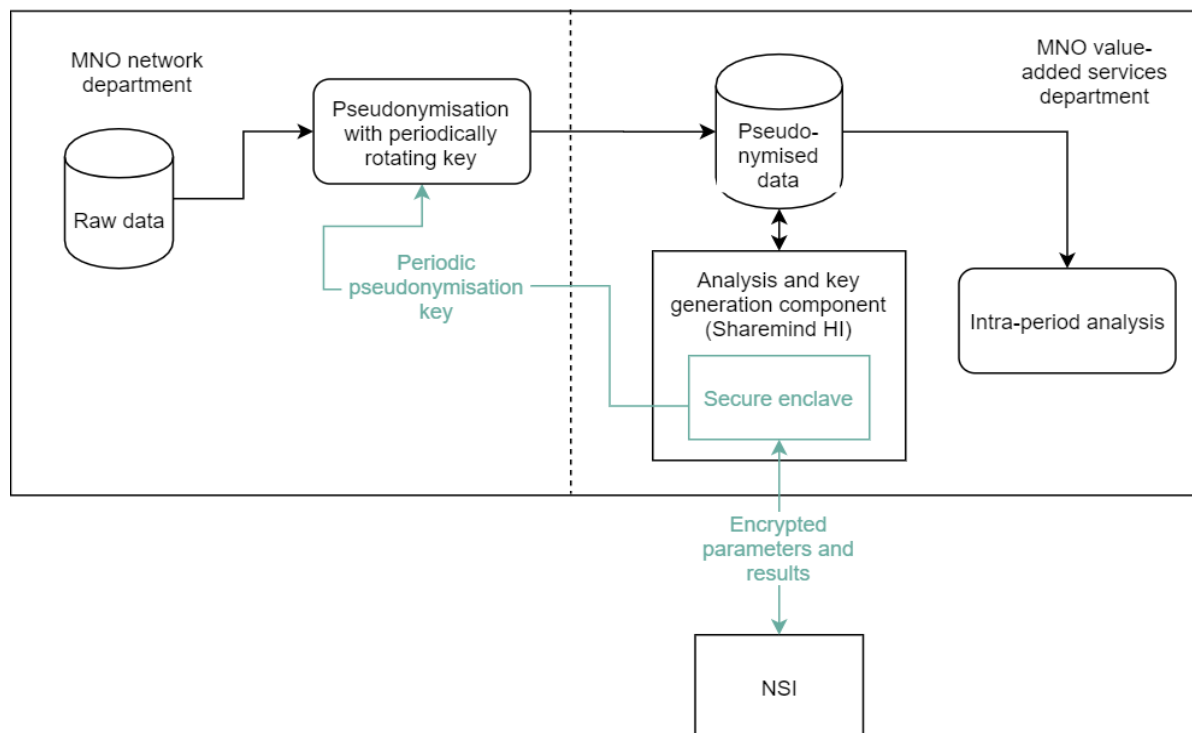 MNO network
department
Raw data
Pseudonymisation
with periodically
rotating key
Periodic
pseudonymisation
key
Pseudo-
nymised
data
MNO value-
added services
department
Analysis and key
generation component
(Sharemind HI)
Secure enclave
Intra-period analysis
Encrypted
parameters and
results
NSI